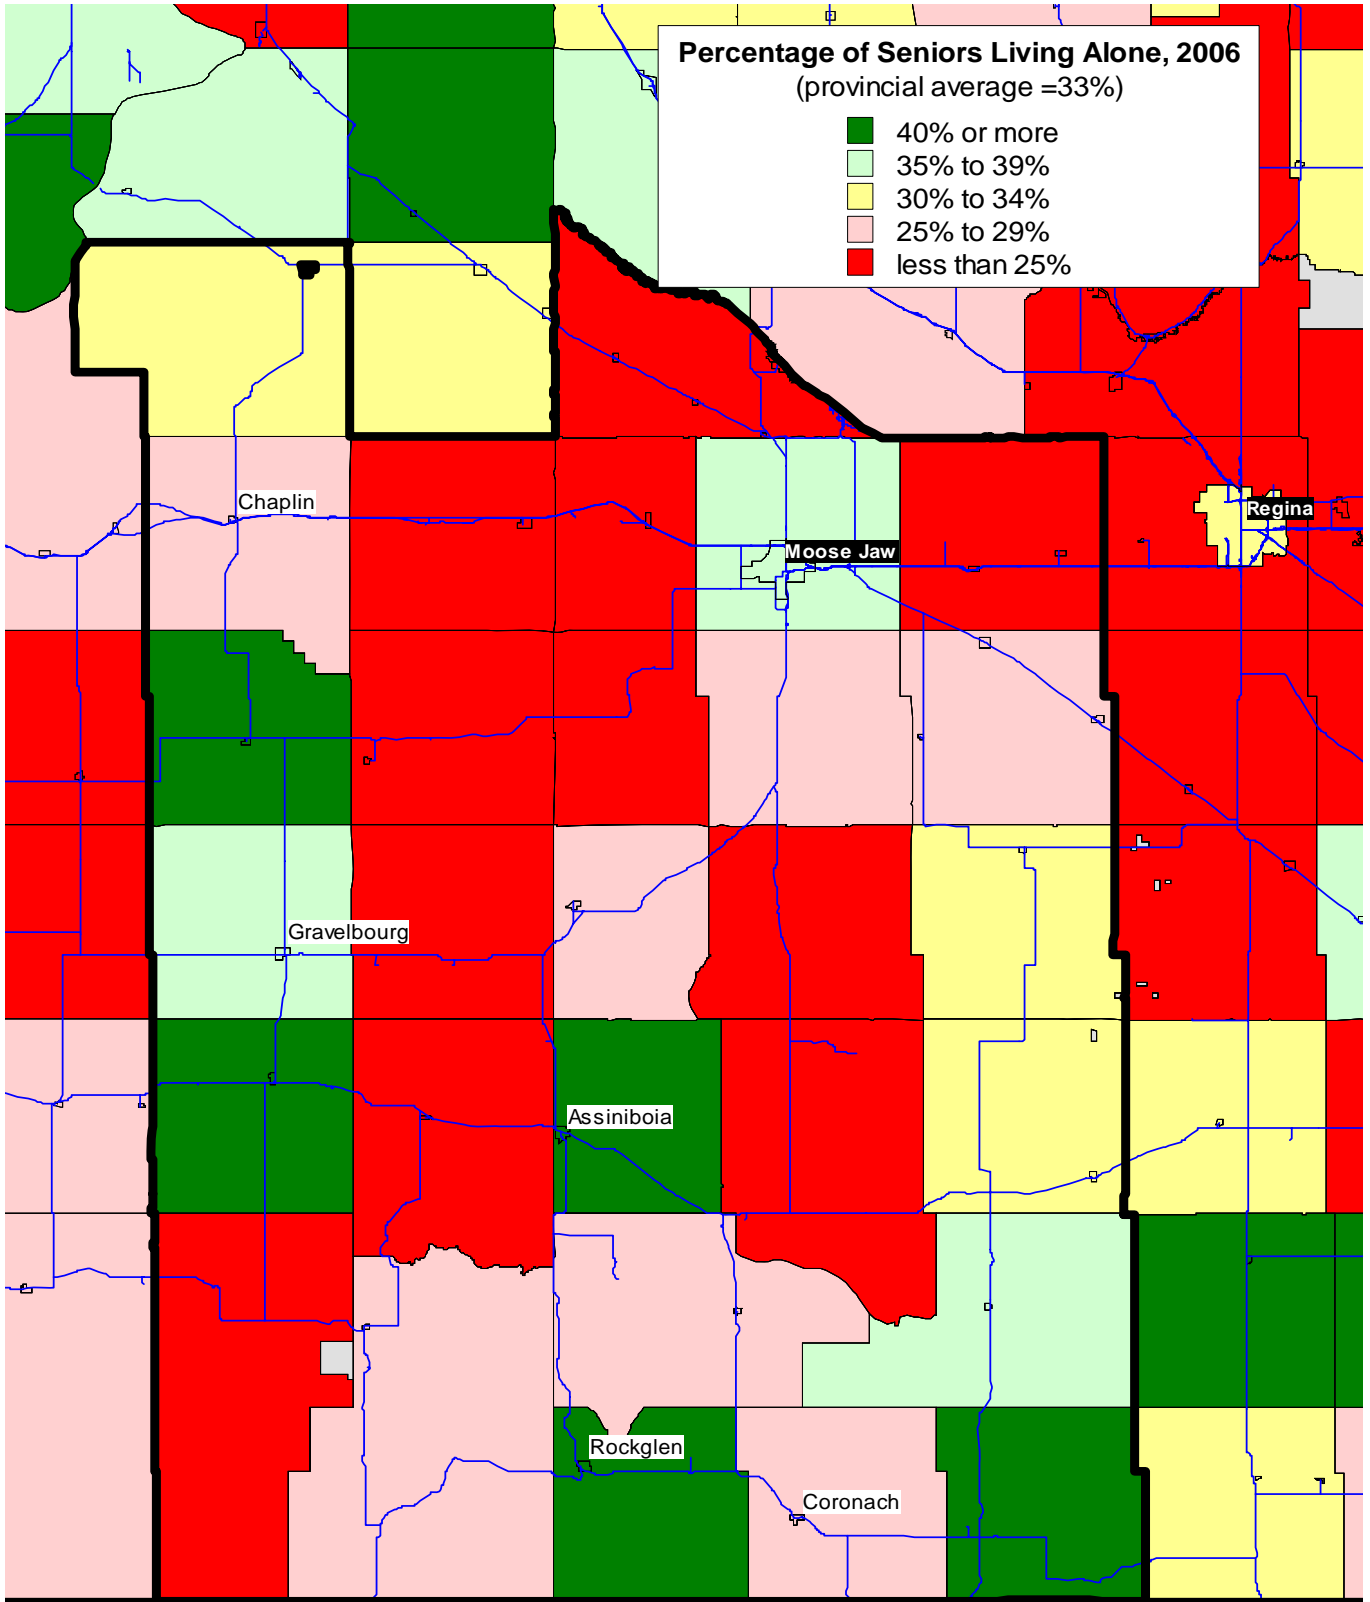 Percentage of Seniors Living Alone, 2006
(provincial average =33%)
40% or more
35% to 39%
30% to 34%
25% to 29%
less than 25%
Chaplin
Regina
Moose Jaw
Gravelbourg
Assiniboia
Rockglen
Coronach